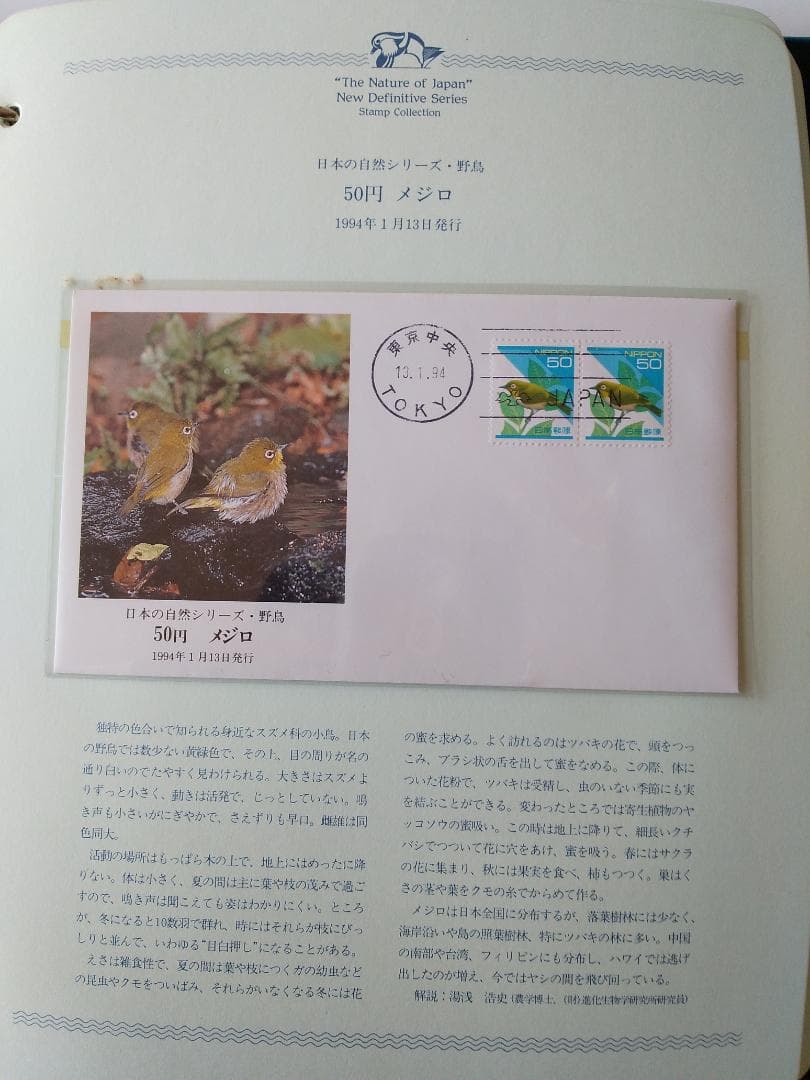 "The Nature of Japan"
New Definitive Series
Stamp Collection
日本の自然シリーズ・野鳥
50円 メジロ
1994年1月13日発行
東京中央
13.1.94
TOKYO
NIPPON
50
日本郵便
NIPPON
50
日本郵便
JAPAN
日本の自然シリーズ・野鳥
50円 メジロ
1994年1月13日発行
独特の色合いで知られる身近なスズメ科の小鳥。日本
の野鳥では数少ない黄緑色で、その上、目の周りが名の
通り白いのでたやすく見わけられる。大きさはスズメよ
りずっと小さく、動きは活発で、じっとしていない。鳴
き声も小さいがにぎやかで、さえずりも早口。雌雄は同
色同大。
活動の場所はもっぱら木の上で、地上にはめったに降
りない。体は小さく、夏の間は主に葉や枝の茂みで過ご
すので、鳴き声は聞こえても姿はわかりにくい。ところ
が、冬になると10数羽で群れ、時にはそれらが枝にびっ
しりと並んで、いわゆる"目白押し"になることがある。
えさは雑食性で、夏の間は葉や枝につくガの幼虫など
の昆虫やクモをついばみ、それらがいなくなる冬には花
の蜜を求める。よく訪れるのはツバキの花で、頭をつっ
こみ、ブラシ状の舌を出して蜜をなめる。この際、体に
ついた花粉で、ツバキは受精し、虫のいない季節にも実
を結ぶことができる。変わったところでは寄生植物のヤ
ッコソウの蜜吸い。この時は地上に降りて、細長いクチ
バシでつついて花に穴をあけ、蜜を吸う。春にはサクラ
の花に集まり、秋には果実を食べ、柿もつつく。巣はく
さの茎や葉をクモの糸でからめて作る。
メジロは日本全国に分布するが、落葉樹林には少なく、
海岸沿いや島の照葉樹林、特にツバキの林に多い。中国
の南部や台湾、フィリピンにも分布し、ハワイでは逃げ
出したのが増え、今ではヤシの間を飛び回っている。
解説：湯浅 浩史(農学博士、(財)進化生物学研究所研究員)